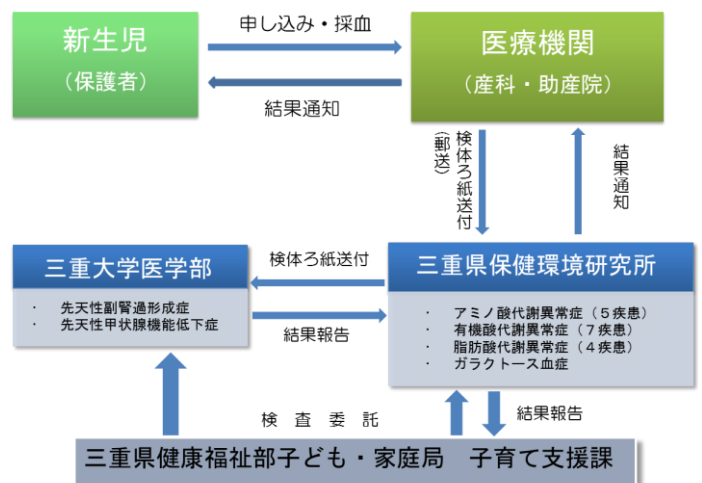 新生児
（保護者）
申し込み・採血
結果通知
医療機関
（産科・助産院）
検体ろ紙送付
（郵送）
結果通知
三重大学医学部
・ 先天性副腎過形成症
・ 先天性甲状腺機能低下症
検体ろ紙送付
結果報告
三重県保健環境研究所
・ アミノ酸代謝異常症（５疾患）
・ 有機酸代謝異常症（７疾患）
・ 脂肪酸代謝異常症（４疾患）
・ ガラクトース血症
検 査 委 託
結果報告
三重県健康福祉部子ども・家庭局 子育て支援課